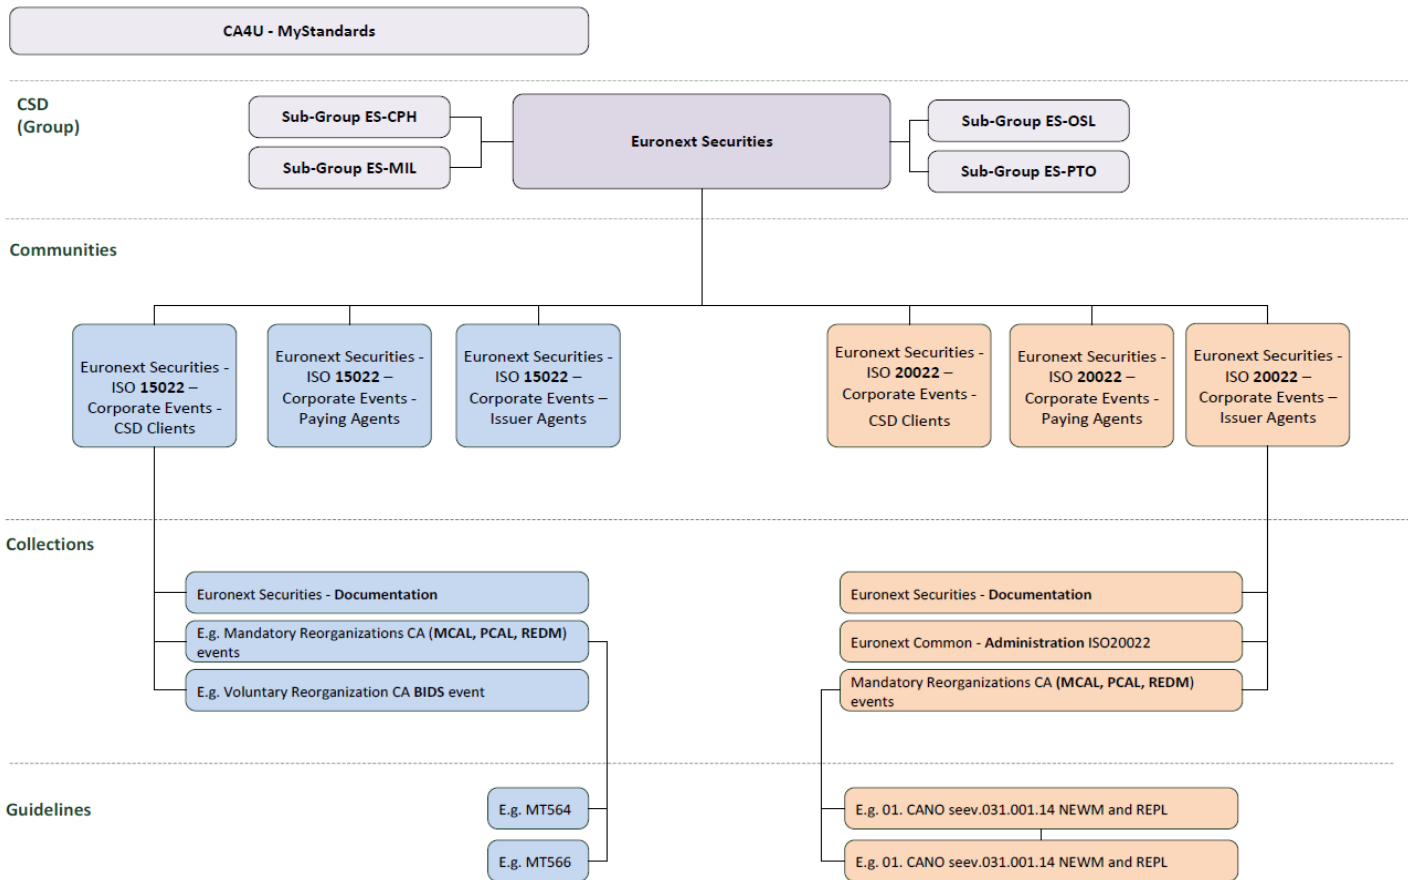 CA4U - MyStandards
CSD
(Group)
Sub-Group ES-CPH
Sub-Group ES-MIL
Euronext Securities
Sub-Group ES-OSL
Sub-Group ES-PTO
Communities
Euronext Securities -
ISO 15022 –
Corporate Events -
CSD Clients
Euronext Securities -
ISO 15022 –
Corporate Events -
Paying Agents
Euronext Securities -
ISO 15022 –
Corporate Events –
Issuer Agents
Euronext Securities -
ISO 20022 –
Corporate Events -
CSD Clients
Euronext Securities -
ISO 20022 –
Corporate Events -
Paying Agents
Euronext Securities -
ISO 20022 –
Corporate Events –
Issuer Agents
Collections
Euronext Securities - Documentation
E.g. Mandatory Reorganizations CA (MCAL, PCAL, REDM)
events
E.g. Voluntary Reorganization CA BIDS event
Euronext Securities - Documentation
Euronext Common - Administration ISO20022
Mandatory Reorganizations CA (MCAL, PCAL, REDM)
events
Guidelines
E.g. MT564
E.g. MT566
E.g. 01. CANO seev.031.001.14 NEWM and REPL
E.g. 01. CANO seev.031.001.14 NEWM and REPL